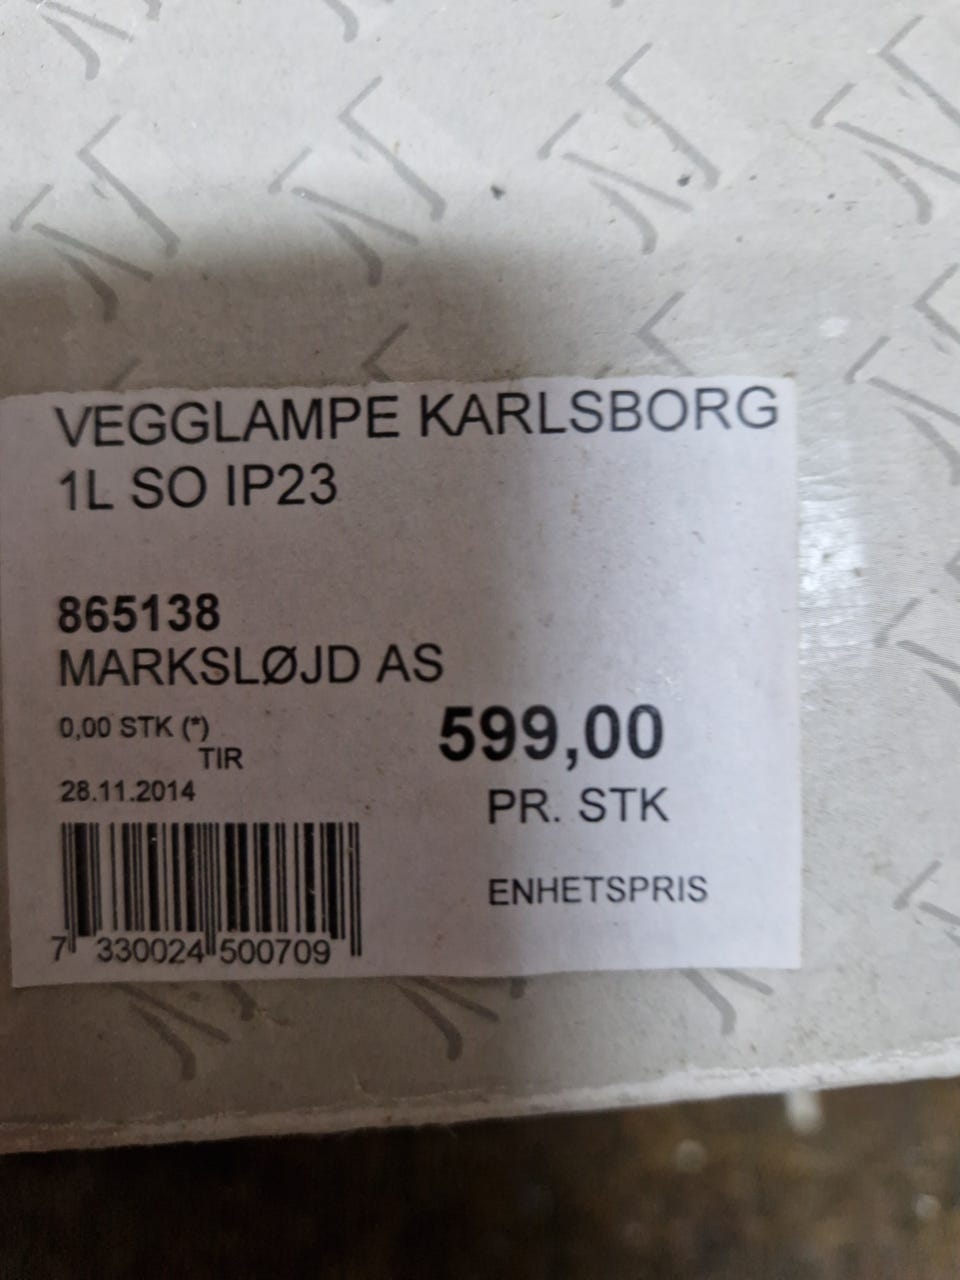 VEGGLAMPE KARLSBORG
1L SO IP23
865138
MARKSLØJD AS
0,00 STK (*)
TIR
28.11.2014
599,00
PR. STK
ENHETSPRIS
7 330024 500709